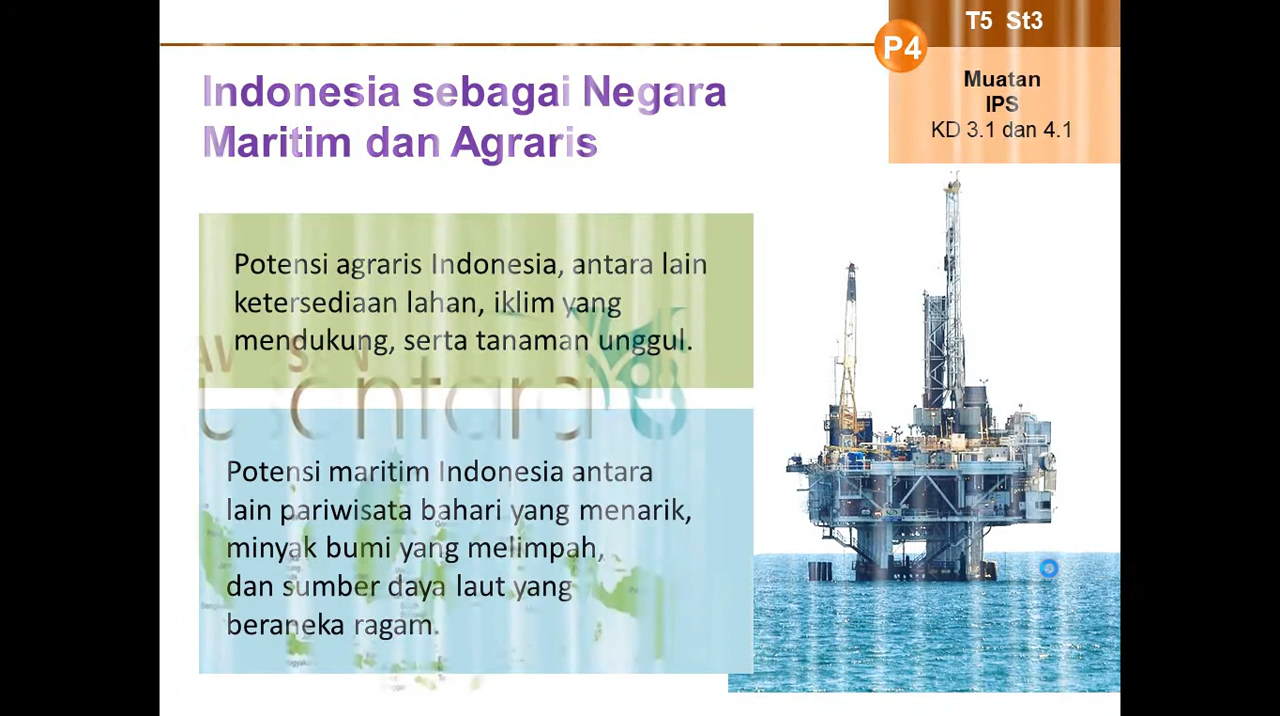 T5 St3
P4
Muatan
IPS
KD 3.1 dan 4.1
Indonesia sebagai Negara
Maritim dan Agraris
Potensi agraris Indonesia, antara lain
ketersediaan lahan, iklim yang
mendukung, serta tanaman unggul.
Potensi maritim Indonesia antara
lain pariwisata bahari yang menarik,
minyak bumi yang melimpah,
dan sumber daya laut yang
beraneka ragam.